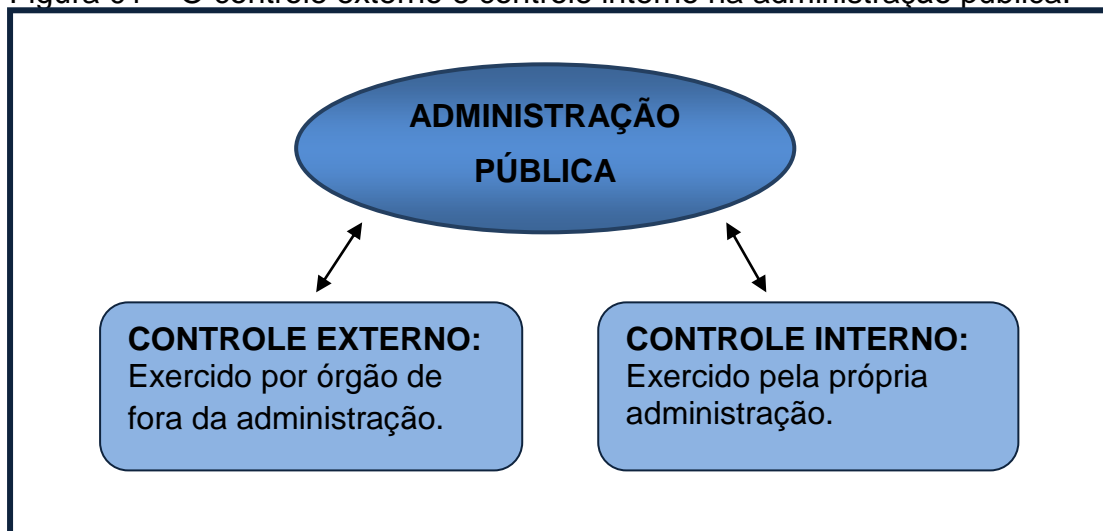 Figura 01 – O controle externo e controle interno na administração pública.
ADMINISTRAÇÃO
PÚBLICA
CONTROLE EXTERNO:
Exercido por órgão de
fora da administração.
CONTROLE INTERNO:
Exercido pela própria
administração.